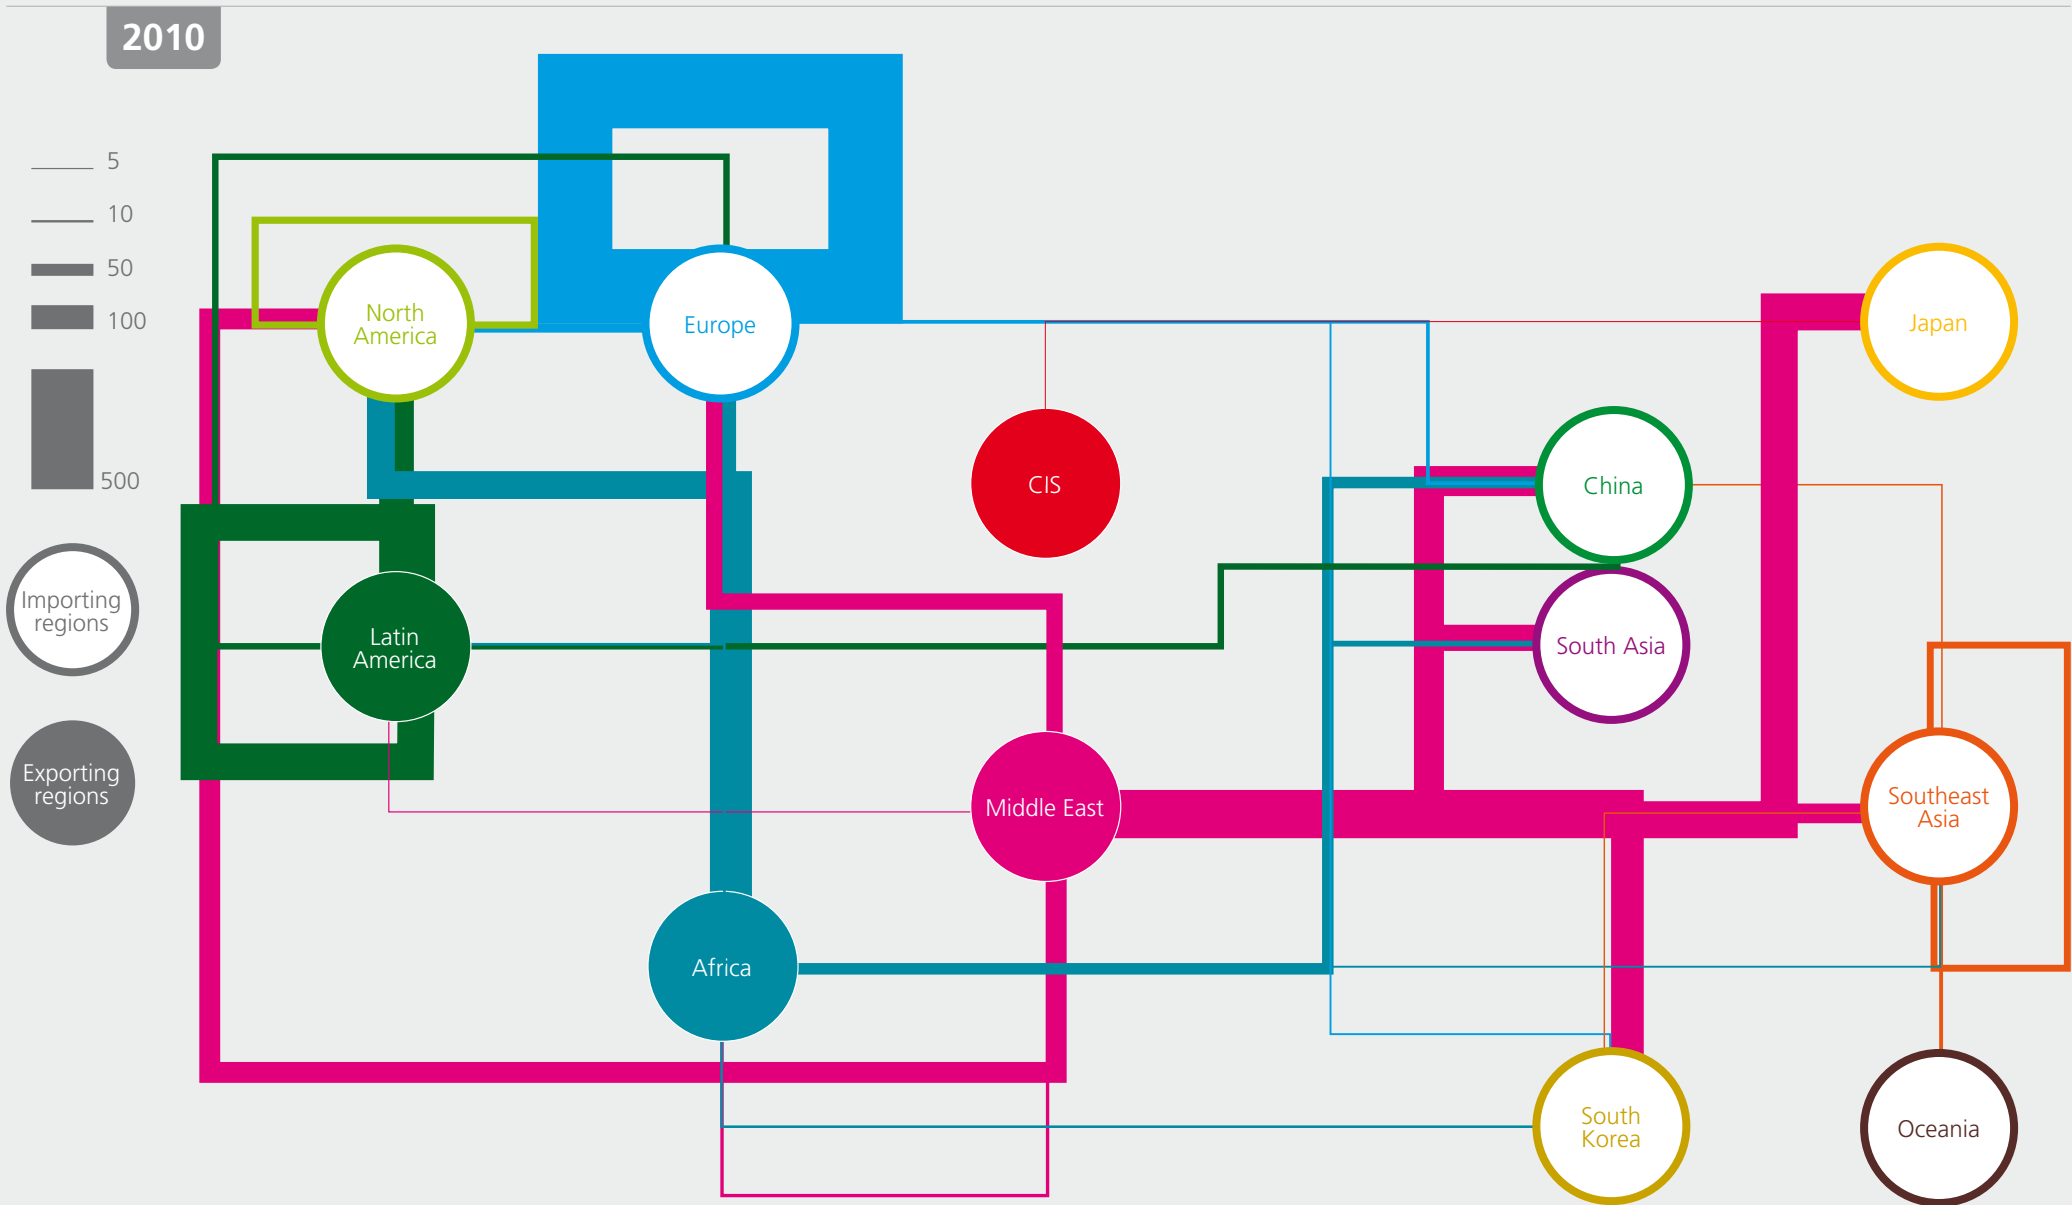 2010
5
10
50
100
500
Importing
regions
Exporting
regions
North
America
Europe
Japan
CIS
China
Latin
America
South Asia
Middle East
Southeast
Asia
Africa
South
Korea
Oceania